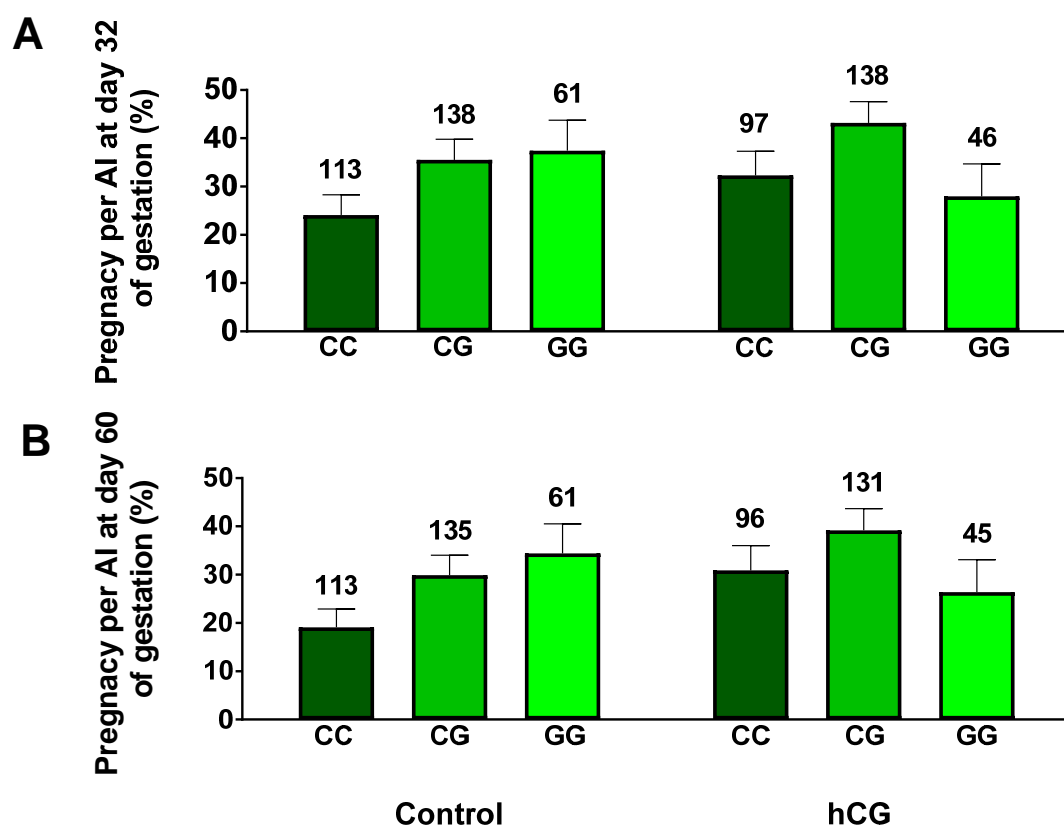 A
Pregnacy per AI at day 32
of gestation (%)
50
40
30
20
10
0
113
138
61
97
138
46
CC
CG
GG
CC
CG
GG
B
Pregnacy per AI at day 60
of gestation (%)
50
40
30
20
10
0
113
135
61
96
131
45
CC
CG
GG
CC
CG
GG
Control
hCG